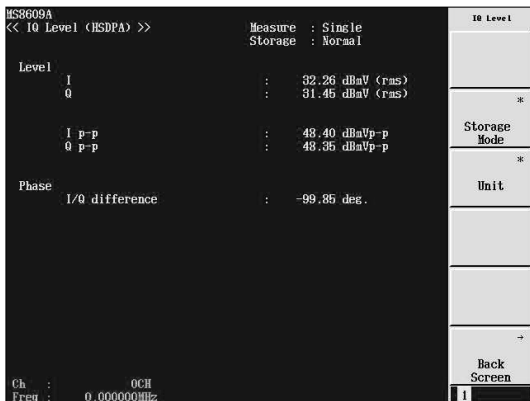 MS8609A
<< IQ Level (HSDPA) >>
Measure : Single
Storage : Normal
Level
I : 32.26 dBmV (rms)
Q : 31.45 dBmV (rms)
I p-p : 48.40 dBmVp-p
Q p-p : 48.35 dBmVp-p
Phase
I/Q difference : -99.85 deg.
Ch : 0CH
Freq : 0.000000MHz
IQ Level
*
Storage
Mode
*
Unit
→
Back
Screen
1